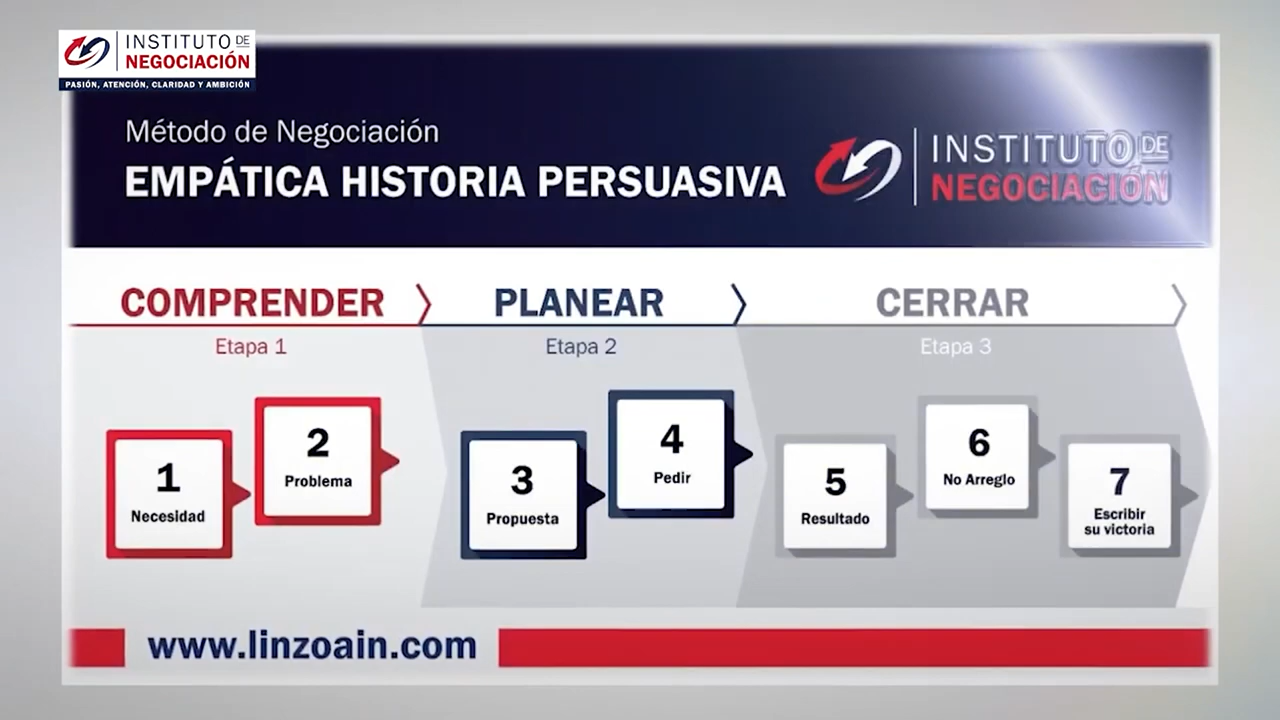 INSTITUTO DE
NEGOCIACIÓN
PASIÓN, ATENCIÓN, CLARIDAD Y AMBICIÓN
Método de Negociación
EMPÁTICA HISTORIA PERSUASIVA
INSTITUTO DE
NEGOCIACIÓN
COMPRENDER
PLANEAR
CERRAR
Etapa 1
Etapa 2
Etapa 3
1
Necesidad
2
Problema
3
Propuesta
4
Pedir
5
Resultado
6
No Arreglo
7
Escribir
su victoria
www.linzoain.com